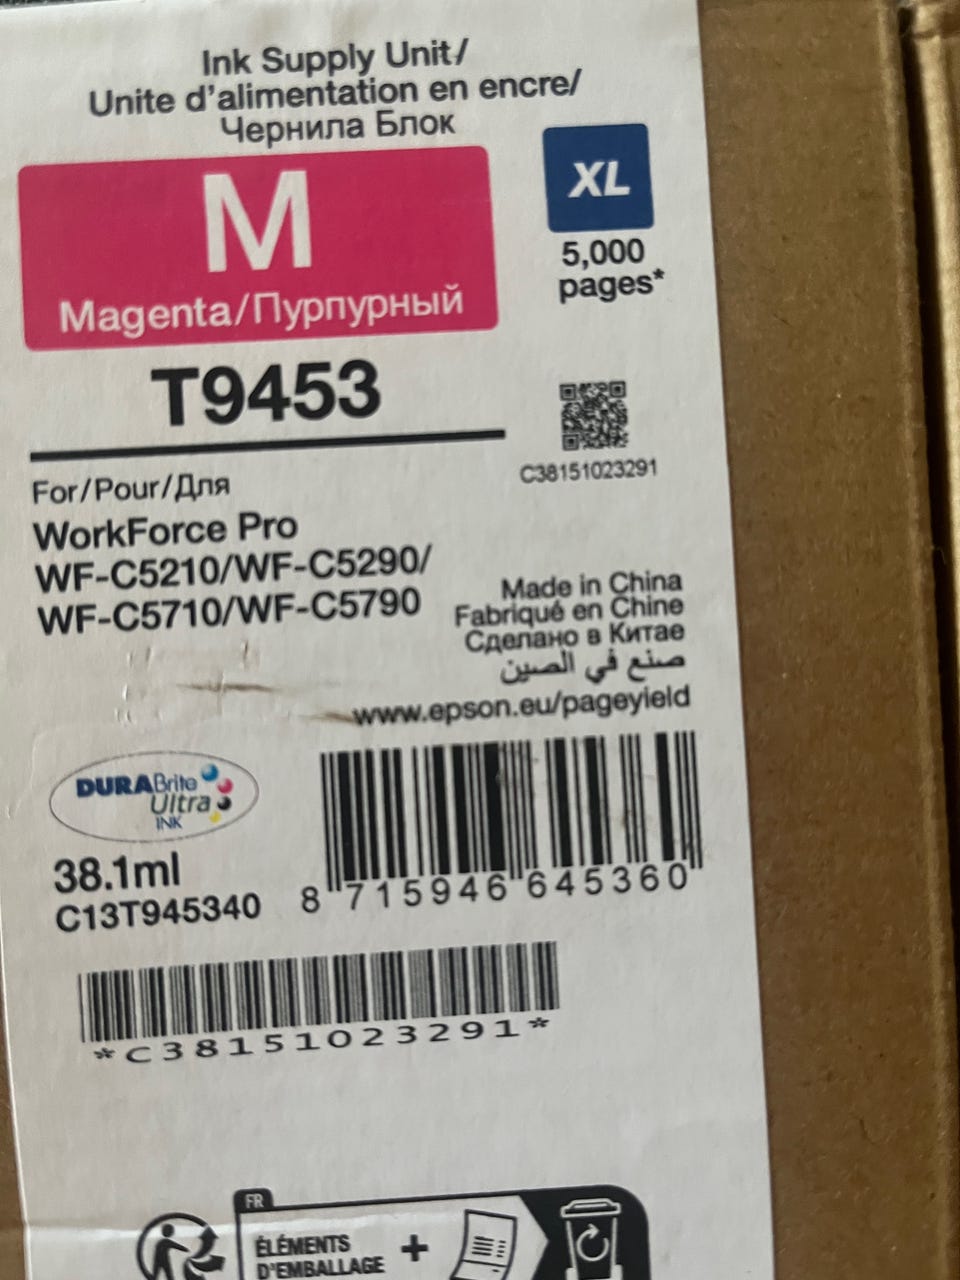 Ink Supply Unit/
Unite d'alimentation en encre/
Чернила Блок
M
Magenta/Пурпурный
XL
5,000
pages*
T9453
C38151023291
For/Pour/Для
WorkForce Pro
WF-C5210/WF-C5290/
WF-C5710/WF-C5790
Made in China
Fabriqué en Chine
Сделано в Китае
صنع في الصين
www.epson.eu/pageyield
DURABrite
Ultra
INK
38.1ml
C13T945340
8 715946 645360
*C38151023291*
FR
ÉLÉMENTS
D'EMBALLAGE
+